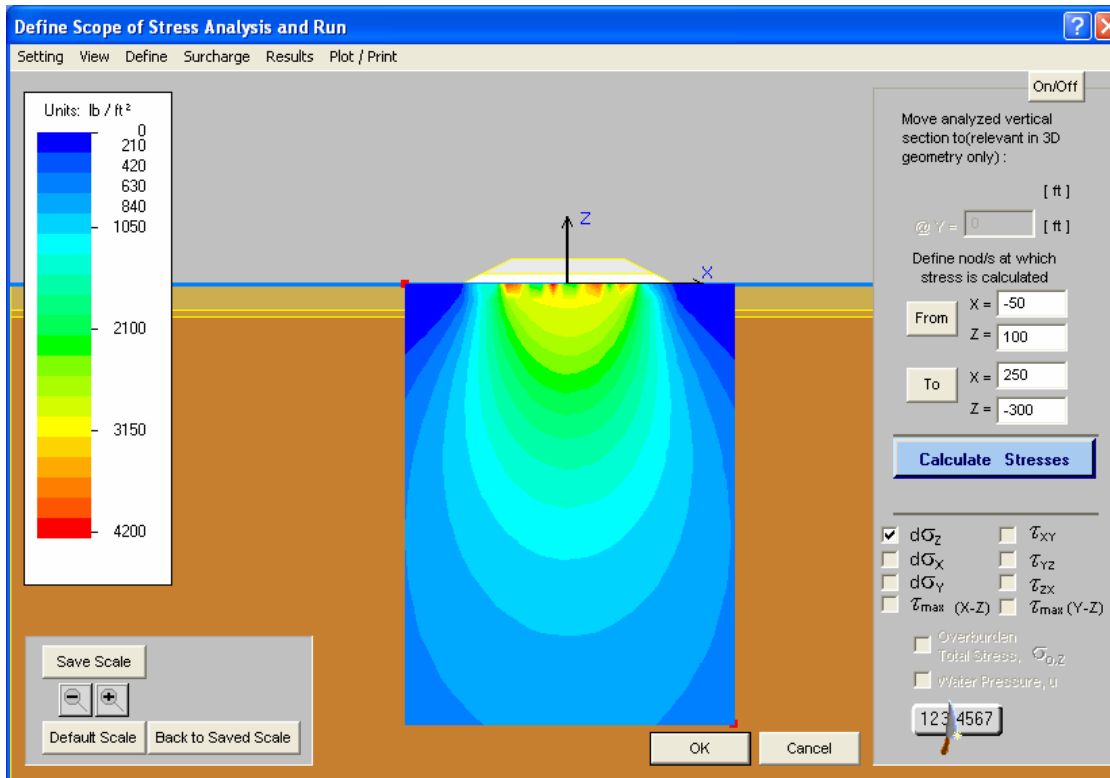 Define Scope of Stress Analysis and Run
Setting View Define Surcharge Results Plot / Print
Units: lb / ft²
0
210
420
630
840
1050
2100
3150
4200
Z
X
On/Off
Move analyzed vertical
section to(relevant in 3D
geometry only) :
[ ft ]
@ Y = 0 [ ft ]
Define nod/s at which
stress is calculated
From
X = -50
Z = 100
To
X = 250
Z = -300
Calculate Stresses
dσZ τXY
dσX τYZ
dσY τZX
τmax (X-Z) τmax (Y-Z)
Overburden
Total Stress, σ0,Z
Water Pressure, u
123 4567
Save Scale
Default Scale Back to Saved Scale
OK Cancel